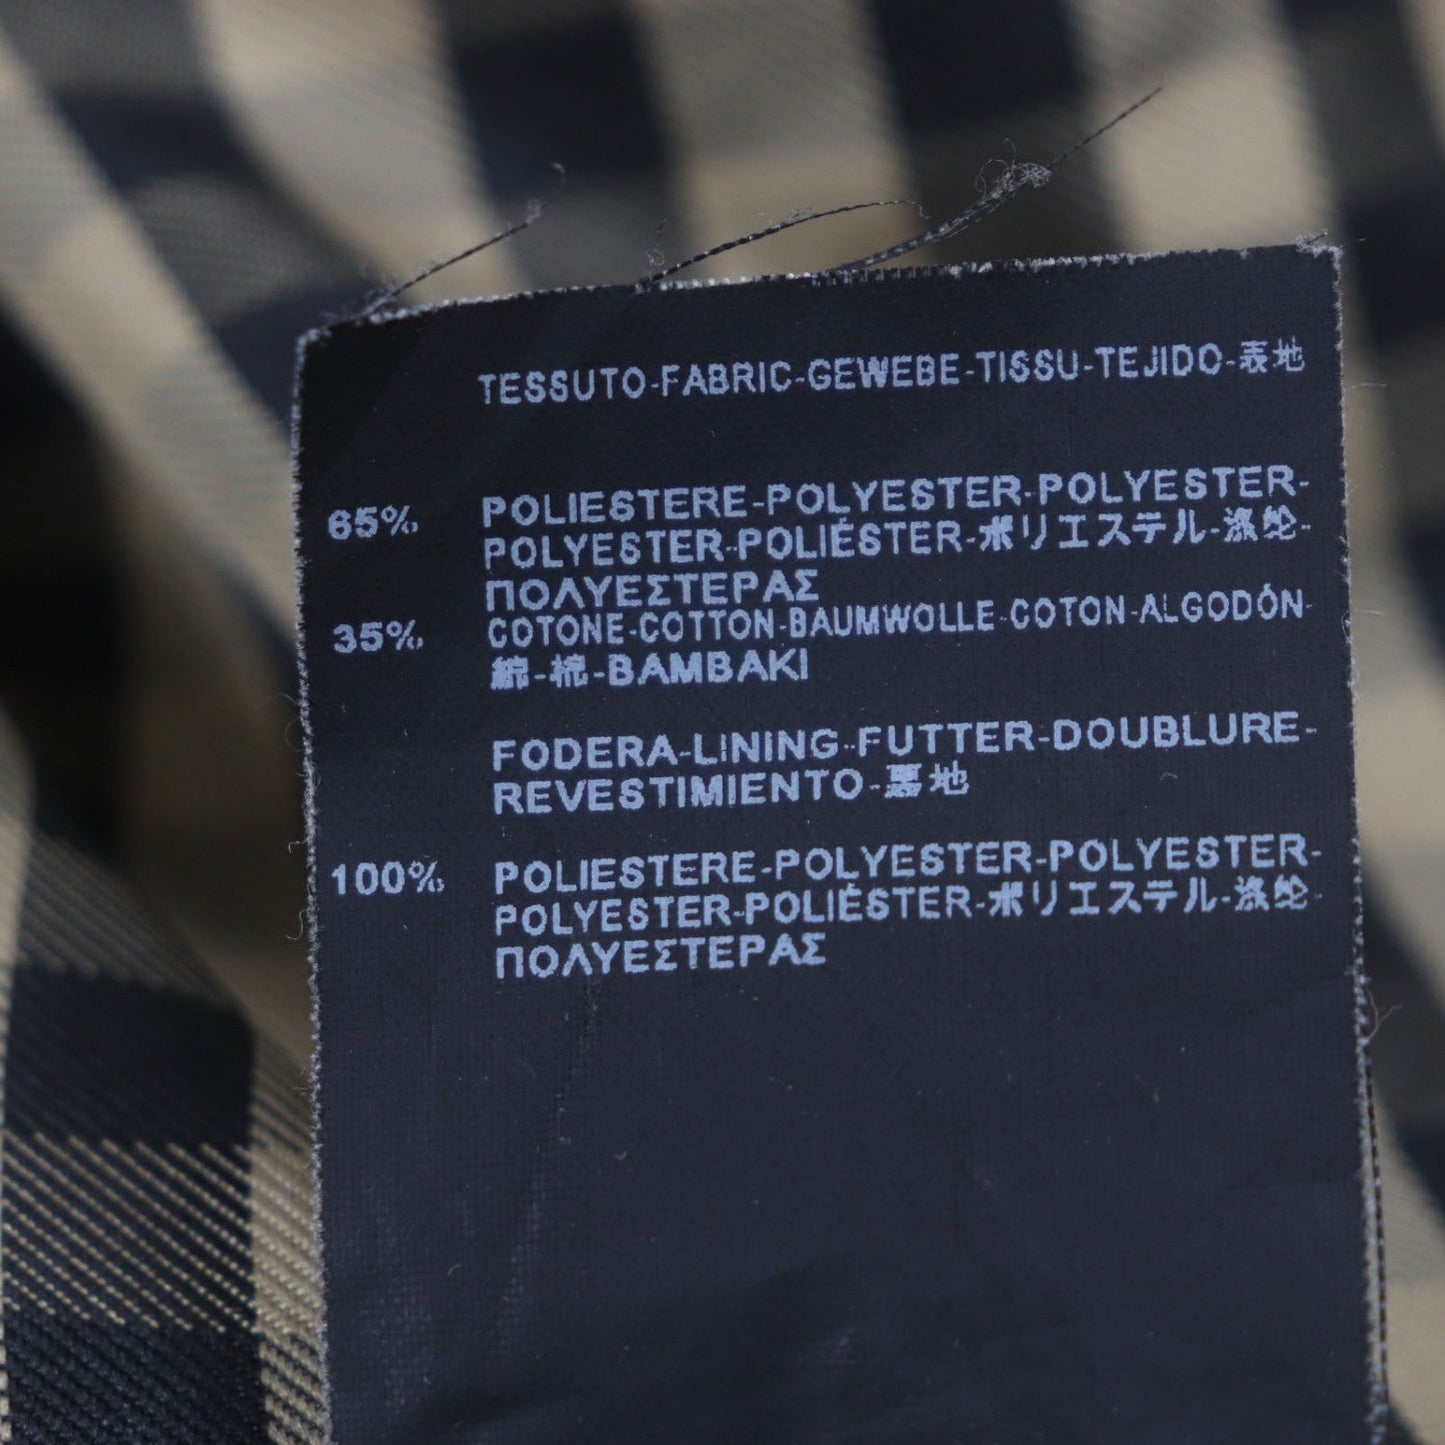 TESSUTO-FABRIC-GEWEBE-TISSU-TEJIDO-表地
65% POLIESTERE-POLYESTER-POLYESTER-
POLYESTER-POLIÉSTER-ポリエステル-涤纶-
ΠΟΛΥΕΣΤΕΡΑΣ
35% COTONE-COTTON-BAUMWOLLE-COTON-ALGODÓN-
綿-棉-BAMBAKI
FODERA-LINING-FUTTER-DOUBLURE-
REVESTIMIENTO-裏地
100% POLIESTERE-POLYESTER-POLYESTER-
POLYESTER-POLIÉSTER-ポリエステル-涤纶-
ΠΟΛΥΕΣΤΕΡΑΣ